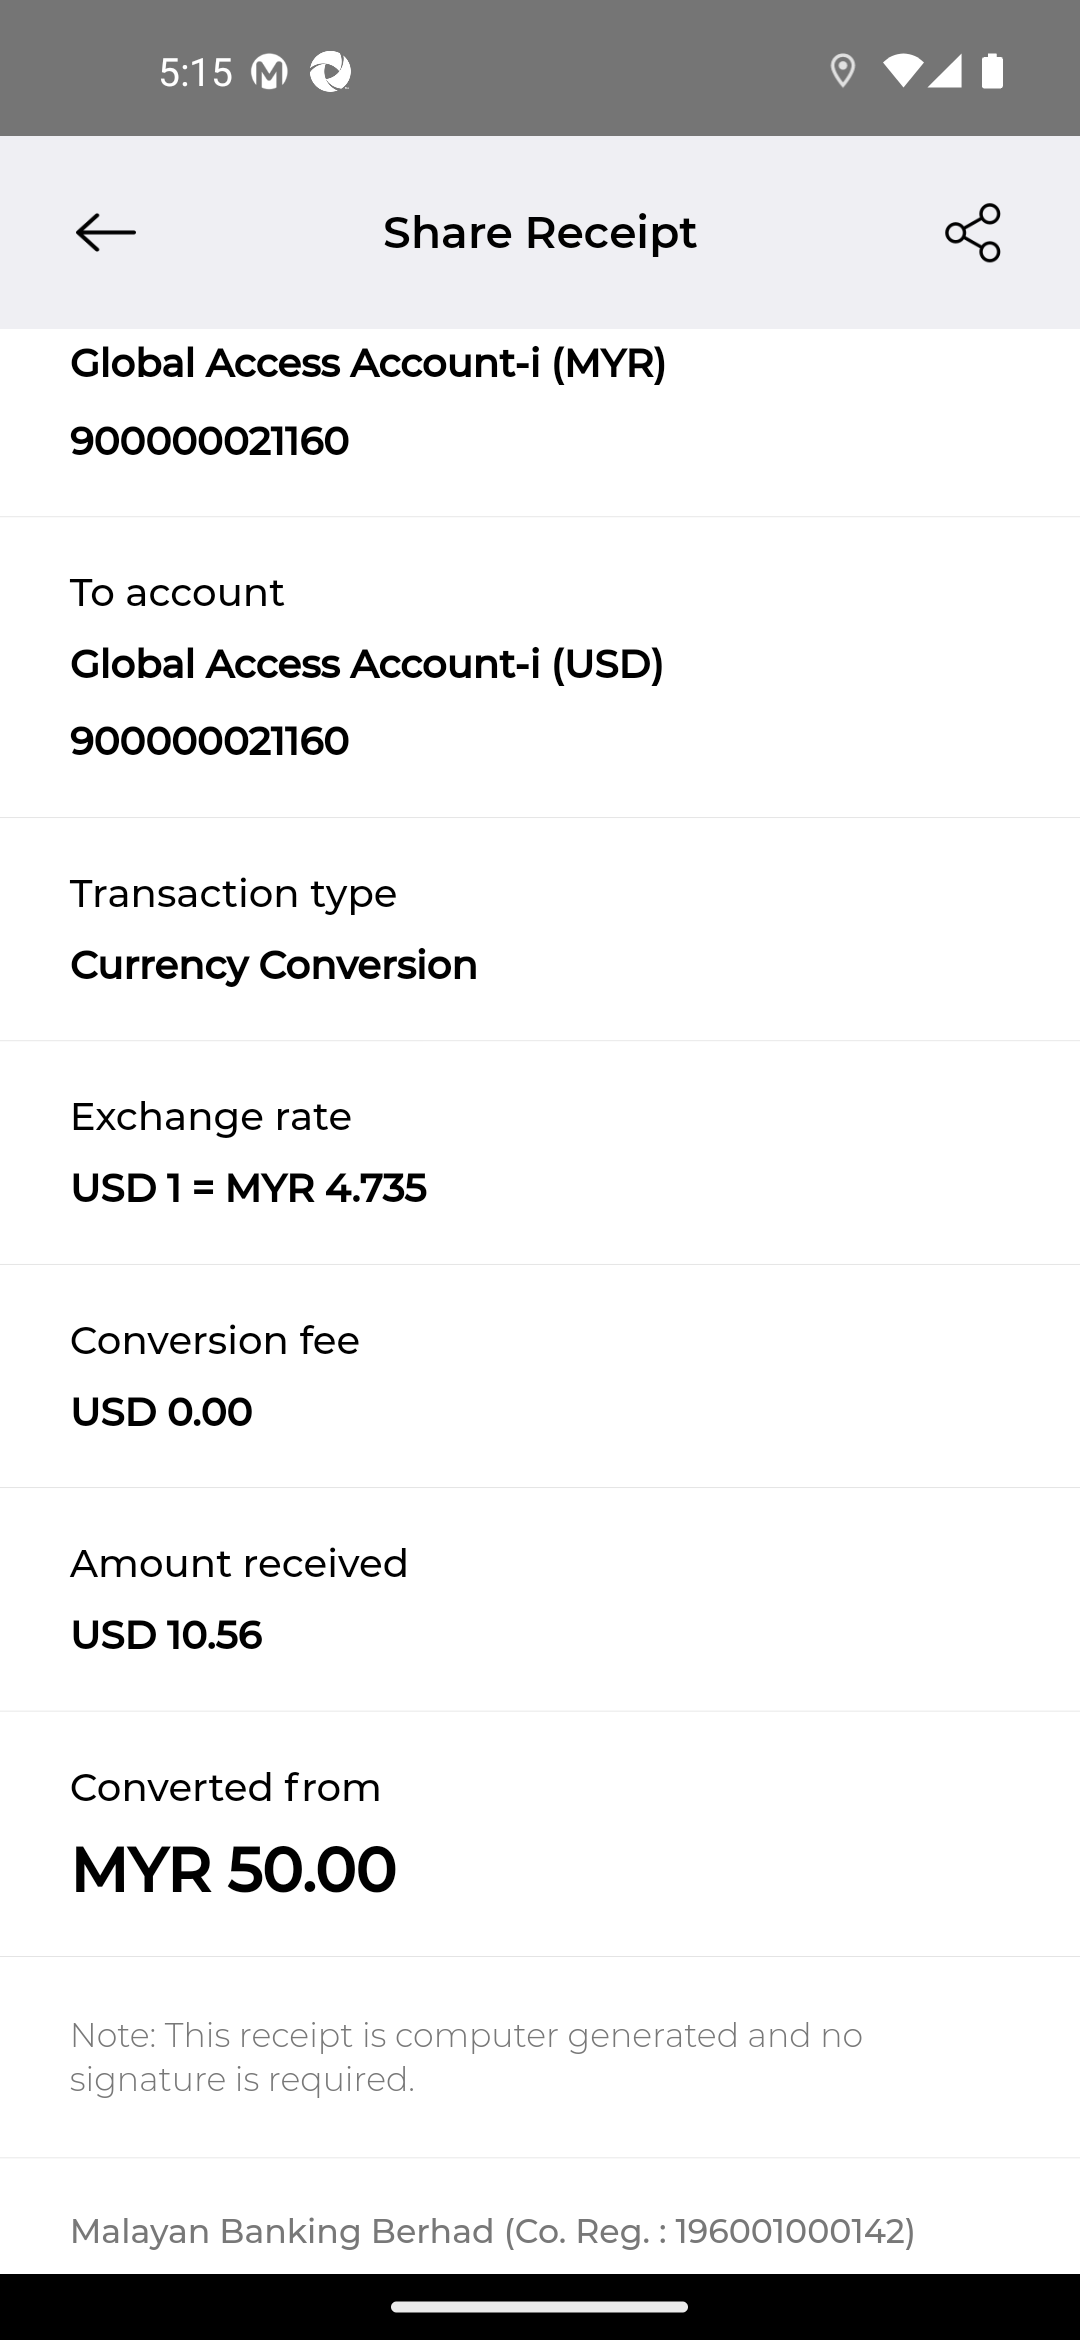 5:15
Share Receipt
Global Access Account-i (MYR)
900000021160
To account
Global Access Account-i (USD)
900000021160
Transaction type
Currency Conversion
Exchange rate
USD 1 = MYR 4.735
Conversion fee
USD 0.00
Amount received
USD 10.56
Converted from
MYR 50.00
Note: This receipt is computer generated and no
signature is required.
Malayan Banking Berhad (Co. Reg. : 196001000142)